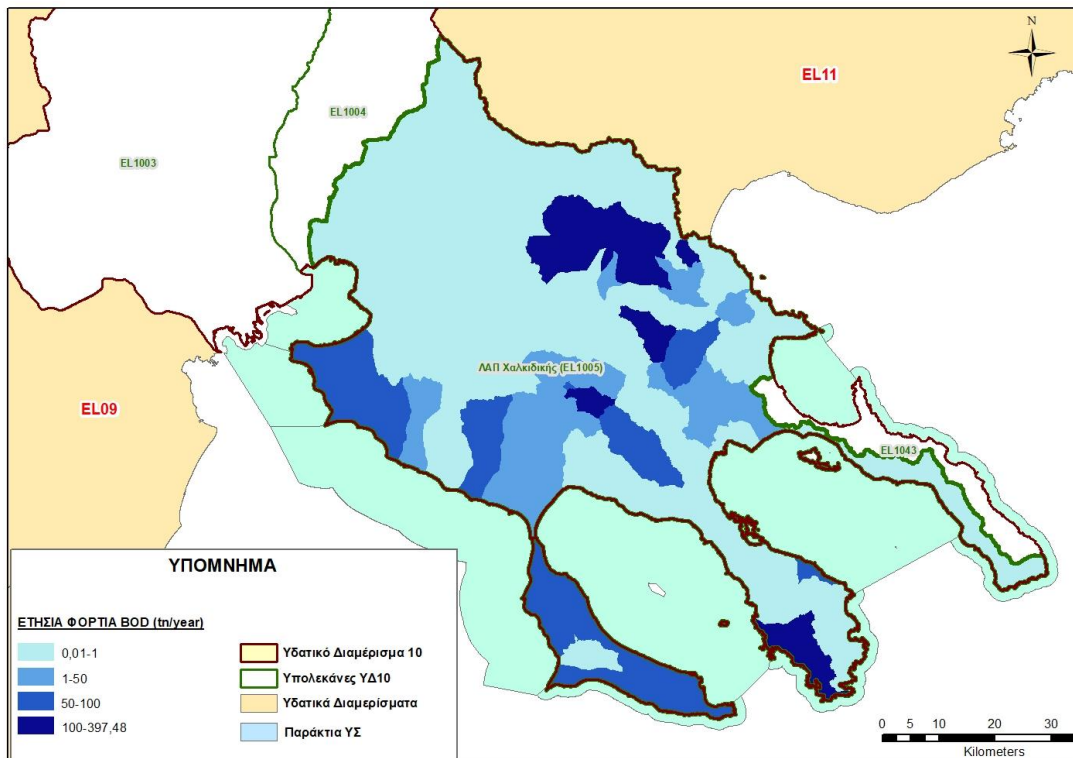 EL11
EL1004
EL1003
ΛΑΠ Χαλκιδικής (EL1005)
EL09
EL1043
ΥΠΟΜΝΗΜΑ
ΕΤΗΣΙΑ ΦΟΡΤΙΑ BOD (tn/year)
0,01-1
1-50
50-100
100-397,48
Υδατικό Διαμέρισμα 10
Υπολεκάνες ΥΔ10
Υδατικά Διαμερίσματα
Παράκτια ΥΣ
0 5 10 20 30
Kilometers